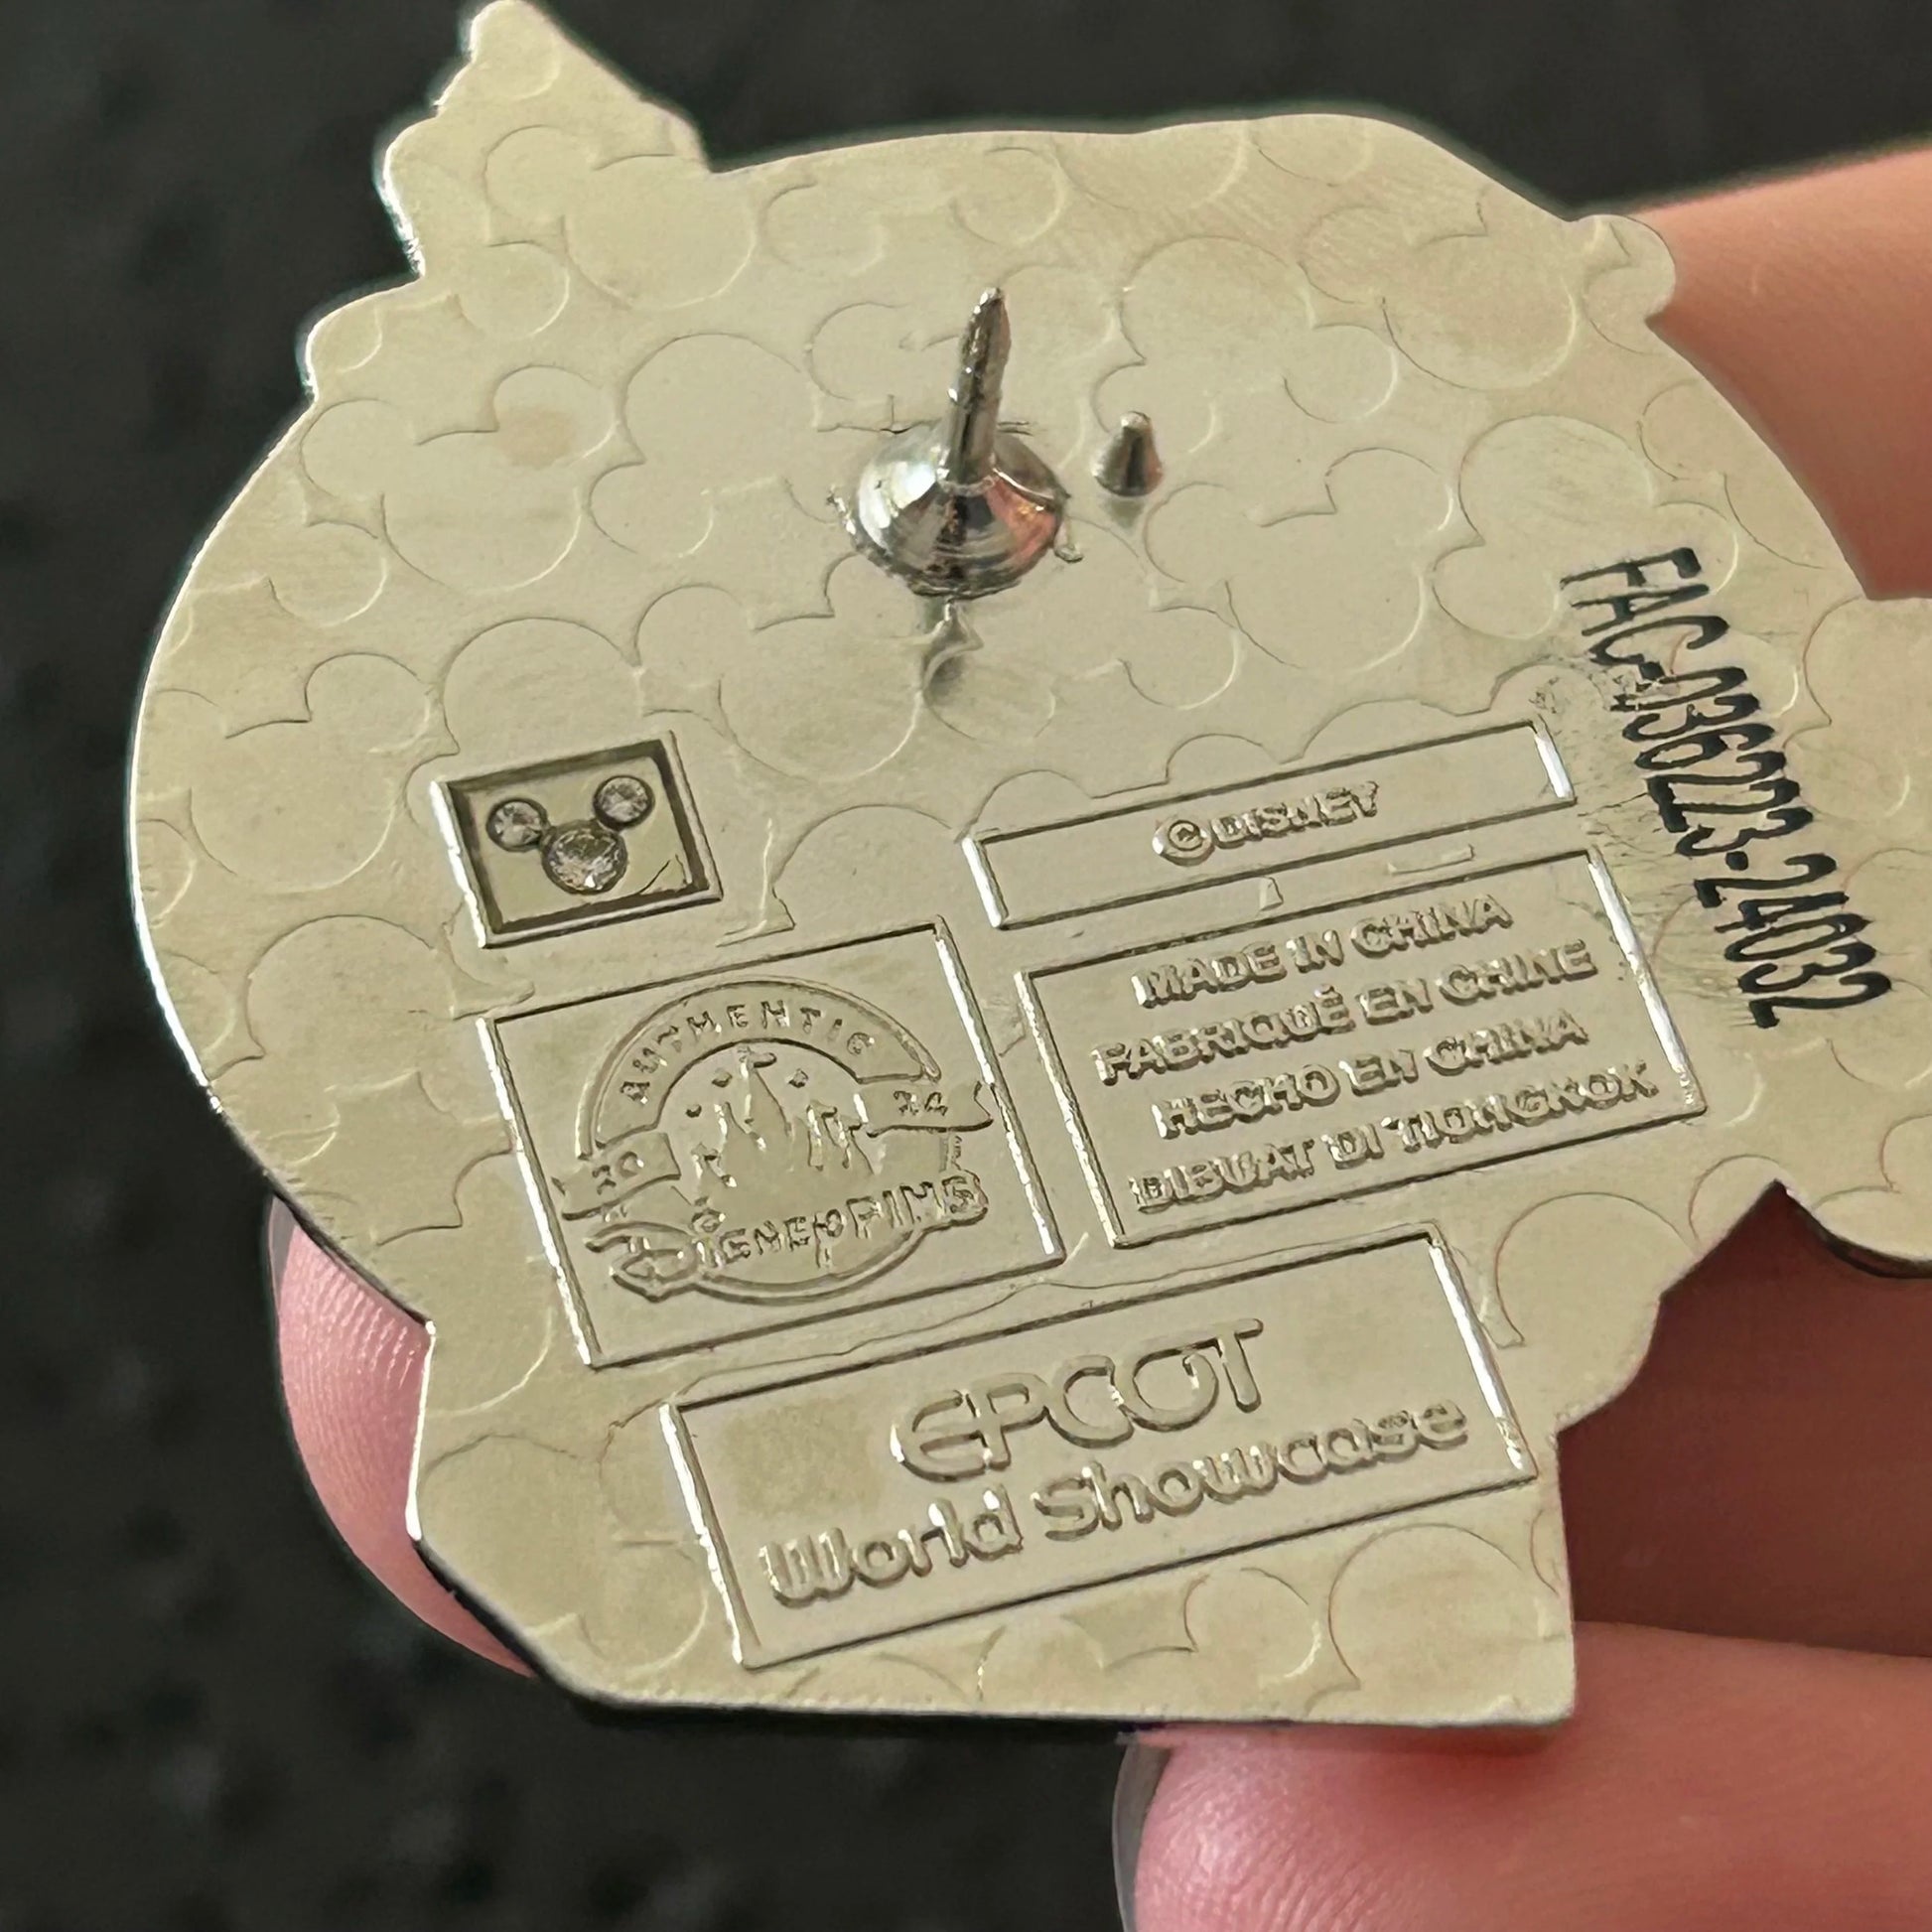 FAC-036223-24032
© DISNEY
MADE IN CHINA
FABRIQUÉ EN CHINE
HECHO EN CHINA
DIBUAT DI TIONGKOK
AUTHENTIC
20 24
DISNEY PINS
EPCOT
World Showcase